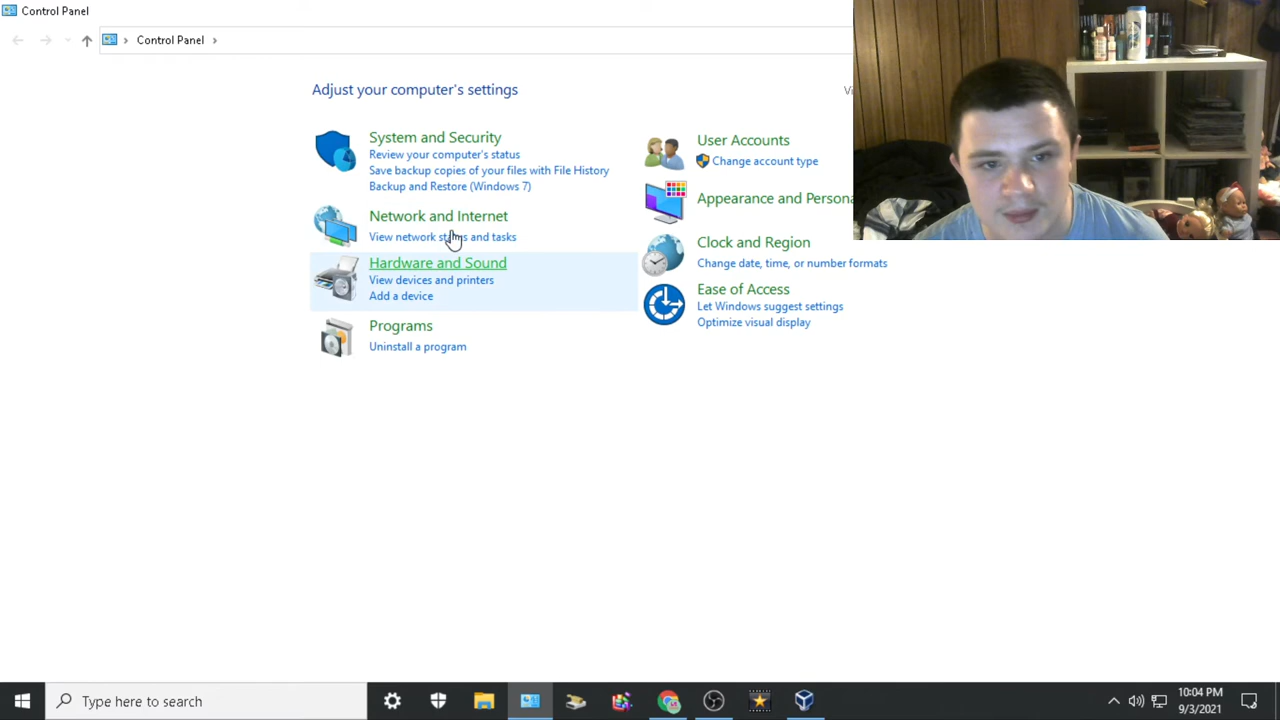 Control Panel
Control Panel
Adjust your computer's settings
System and Security
Review your computer's status
Save backup copies of your files with File History
Backup and Restore (Windows 7)
Network and Internet
View network status and tasks
Hardware and Sound
View devices and printers
Add a device
Programs
Uninstall a program
User Accounts
Change account type
Appearance and Persona
Clock and Region
Change date, time, or number formats
Ease of Access
Let Windows suggest settings
Optimize visual display
Type here to search
10:04 PM
9/3/2021